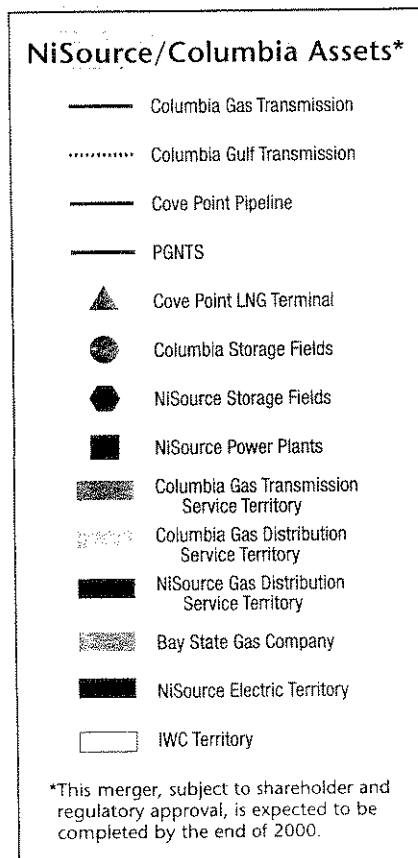 NiSource/Columbia Assets*
Columbia Gas Transmission
Columbia Gulf Transmission
Cove Point Pipeline
PGNTS
Cove Point LNG Terminal
Columbia Storage Fields
NiSource Storage Fields
NiSource Power Plants
Columbia Gas Transmission
Service Territory
Columbia Gas Distribution
Service Territory
NiSource Gas Distribution
Service Territory
Bay State Gas Company
NiSource Electric Territory
IWC Territory
*This merger, subject to shareholder and
regulatory approval, is expected to be
completed by the end of 2000.